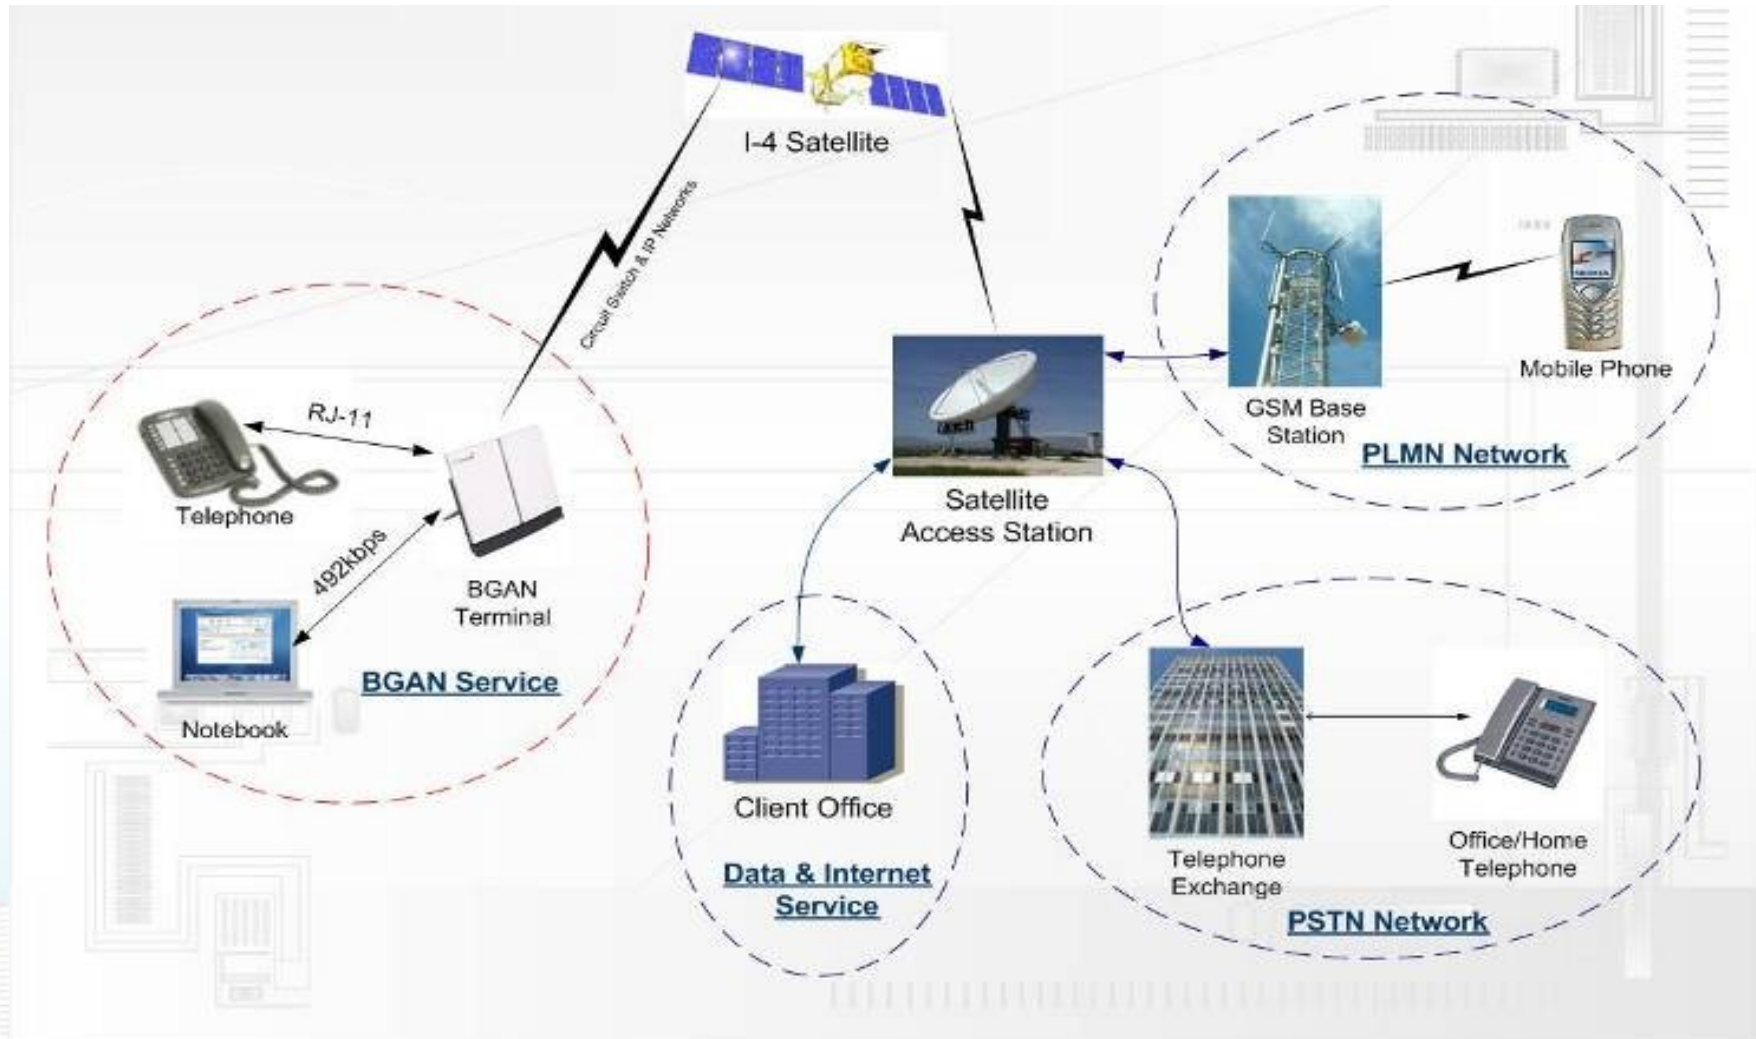 I-4 Satellite
Circuit Switch & IP Networks
RJ-11
Telephone
492kbps
BGAN
Terminal
BGAN Service
Notebook
Satellite
Access Station
GSM Base
Station
Mobile Phone
PLMN Network
Client Office
Data & Internet
Service
Telephone
Exchange
Office/Home
Telephone
PSTN Network